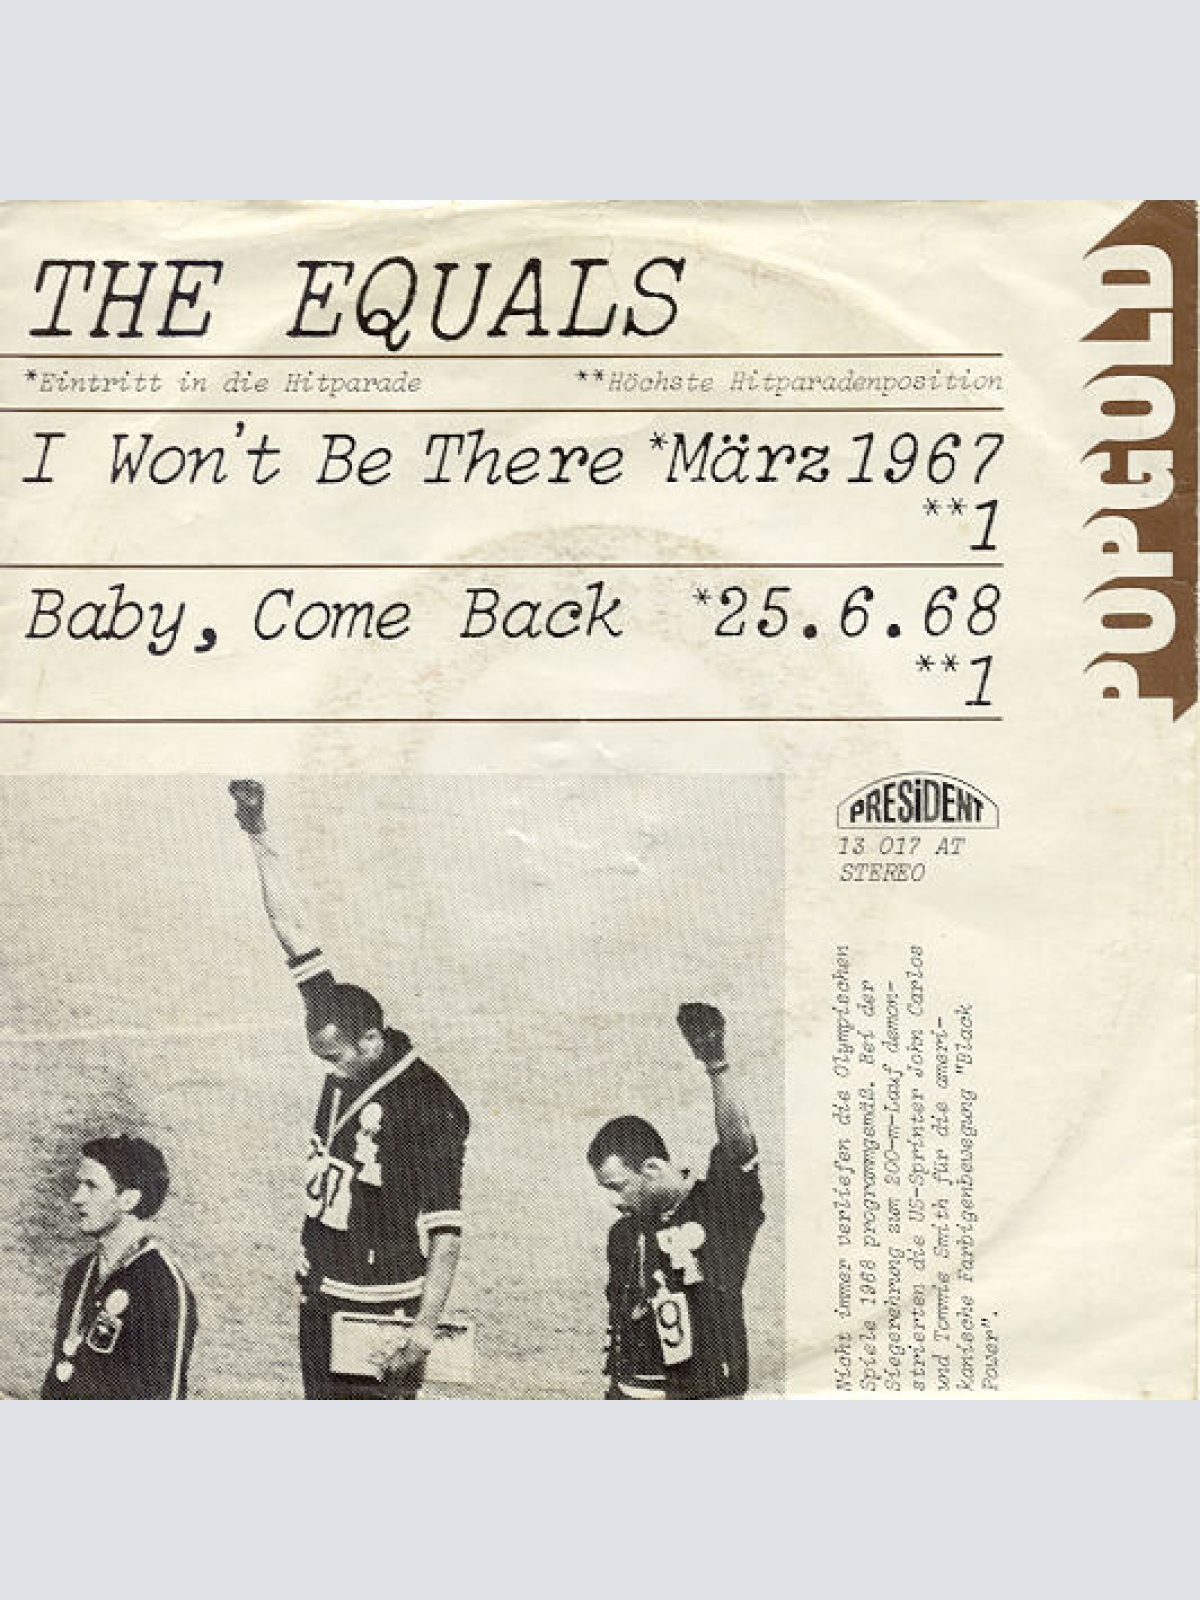 THE EQUALS
*Eintritt in die Hitparade **Höchste Hitparadenposition
I Won't Be There *März 1967
**1
Baby, Come Back *25.6.68
**1
POPGOLD
PRESiDENT
13 017 AT
STEREO
Nicht immer verliefen die Olympischen
Spiele 1968 programmgemäß. Bei der
Siegerehrung zum 200-m-Lauf demon-
strierten die US-Sprinter John Carlos
und Tommie Smith für die ameri-
kanische Farbigenbewegung "Black
Power".
9